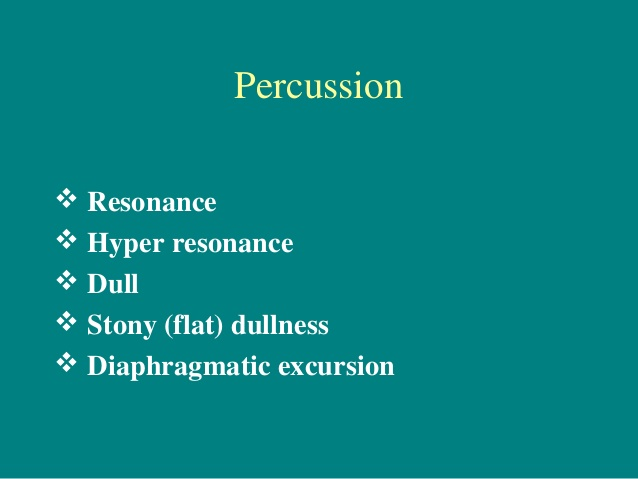 Percussion
❖ Resonance
❖ Hyper resonance
❖ Dull
❖ Stony (flat) dullness
❖ Diaphragmatic excursion